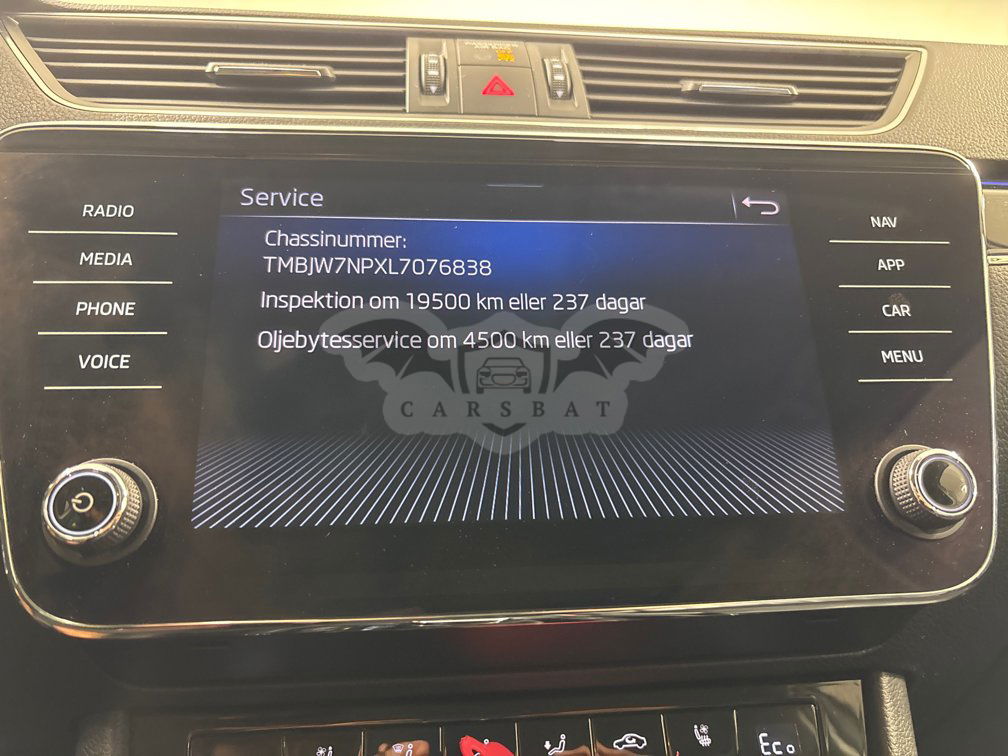 Service
RADIO
MEDIA
PHONE
VOICE
NAV
APP
CAR
MENU
Chassinummer:
TMBJW7NPXL7076838
Inspektion om 19500 km eller 237 dagar
Oljebytesservice om 4500 km eller 237 dagar
CARSBAT
Eco